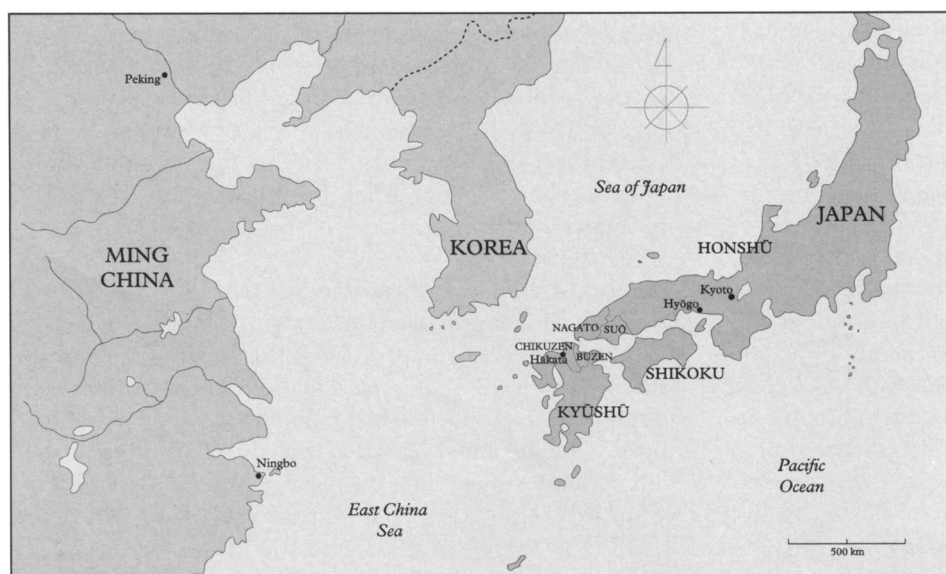 Peking
Sea of Japan
JAPAN
MING
CHINA
KOREA
HONSHŪ
Kyoto
Hyōgo
NAGATO
SUŌ
CHIKUZEN
Hakata
BUZEN
SHIKOKU
KYŪSHŪ
Ningbo
Pacific
Ocean
East China
Sea
500 km